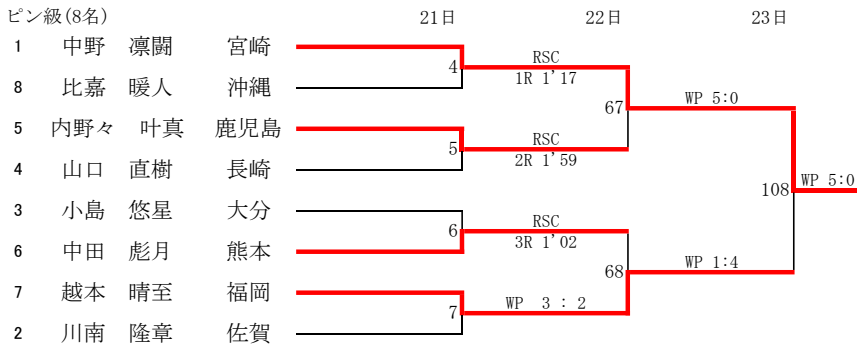 ピン級(8名) 21日 22日 23日
1 中野 凛闘 宮崎
4 RSC
1R 1'17
8 比嘉 暖人 沖縄
67 WP 5:0
5 内野々 叶真 鹿児島
5 RSC
2R 1'59
4 山口 直樹 長崎
108 WP 5:0
3 小島 悠星 大分
6 RSC
3R 1'02
6 中田 彪月 熊本
68 WP 1:4
7 越本 晴至 福岡
7 WP 3 : 2
2 川南 隆章 佐賀